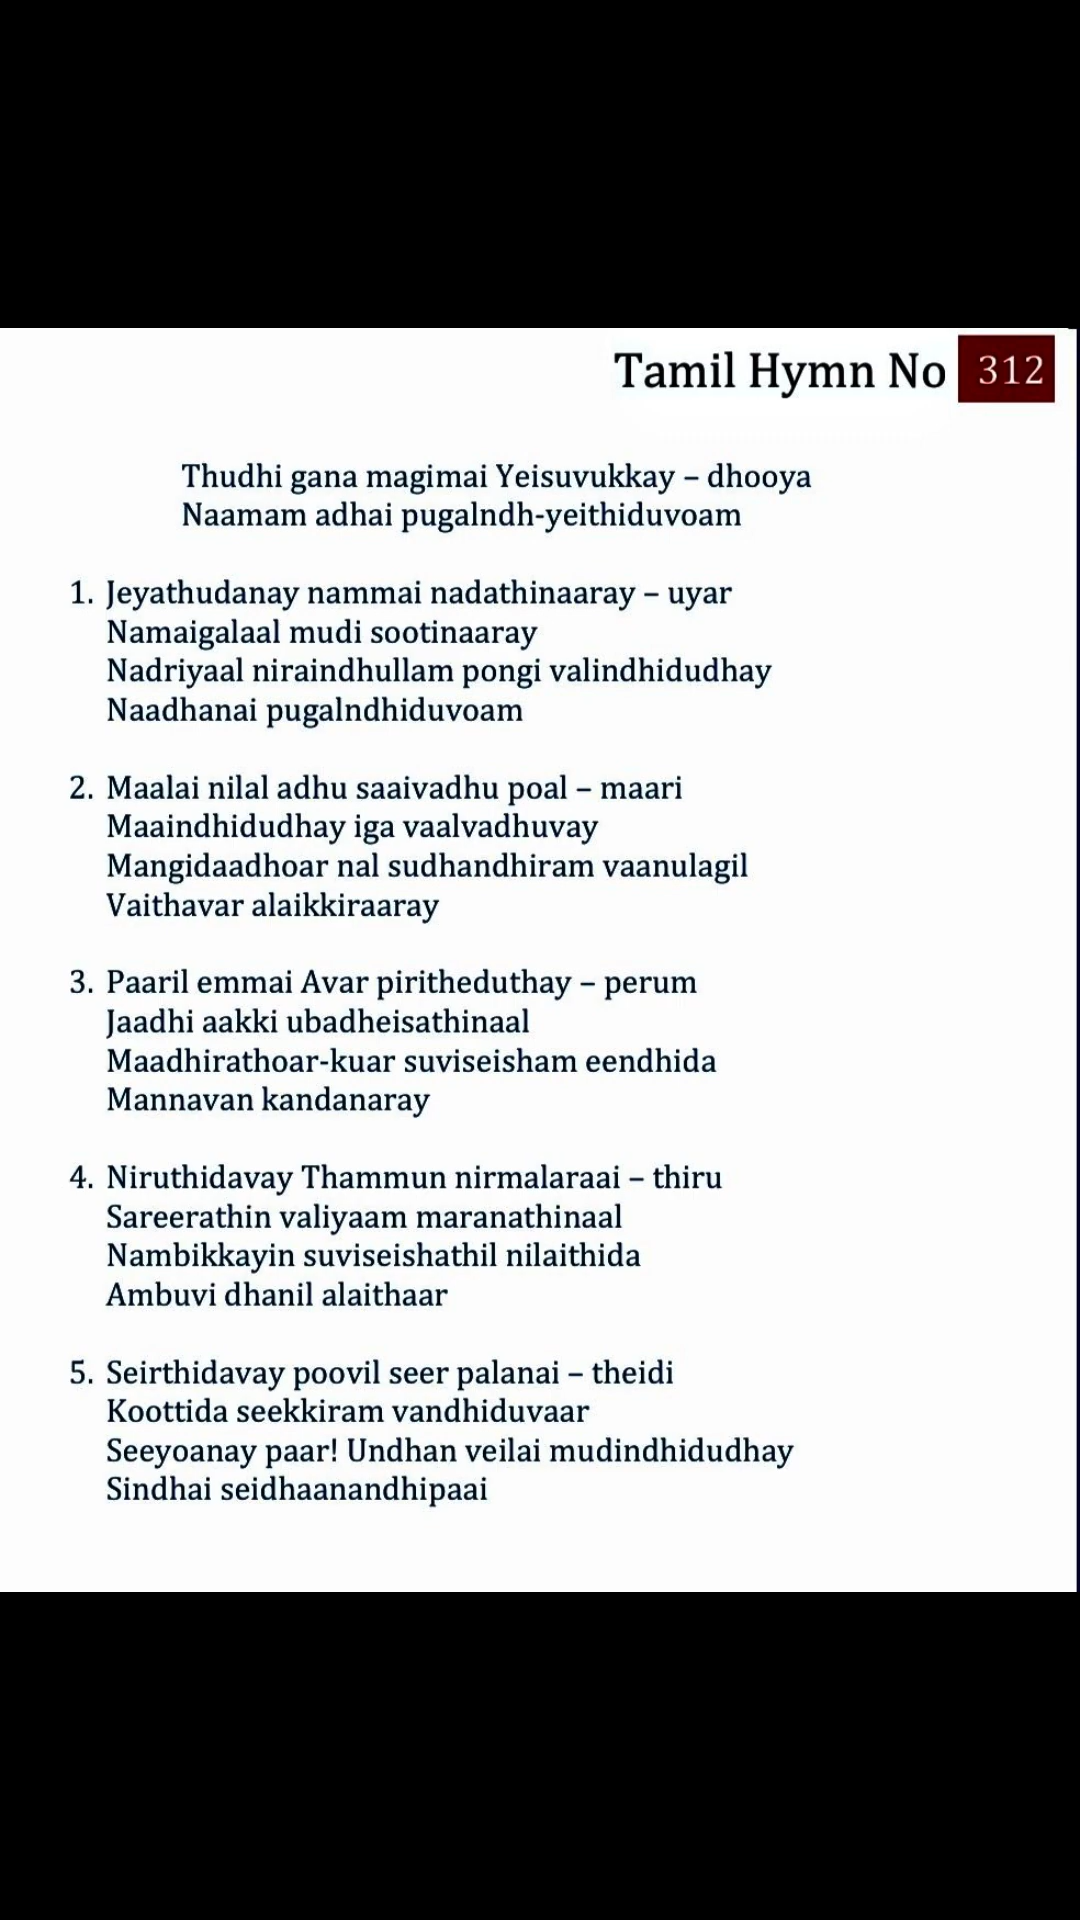 Tamil Hymn No 312
Thudhi gana magimai Yeisuvukkay – dhooya
Naamam adhai pugalndh-yeithiduvoam
1. Jeyathudanay nammai nadathinaaray – uyar
Namaigalaal mudi sootinaaray
Nadriyaal niraindhullam pongi valindhidudhay
Naadhanai pugalndhiduvoam
2. Maalai nilal adhu saaivadhu poal – maari
Maaindhidudhay iga vaalvadhuvay
Mangidaadhoar nal sudhandhiram vaanulagil
Vaithavar alaikkiraaray
3. Paaril emmai Avar piritheduthay – perum
Jaadhi aakki ubadheisathinaal
Maadhirathoar-kuar suviseisham eendhida
Mannavan kandanaray
4. Niruthidavay Thammun nirmalaraai – thiru
Sareerathin valiyaam maranathinaal
Nambikkayin suviseishathil nilaithida
Ambuvi dhanil alaithaar
5. Seirthidavay poovil seer palanai – theidi
Koottida seekkiram vandhiduvaar
Seeyoanay paar! Undhan veilai mudindhidudhay
Sindhai seidhaanandhipaai